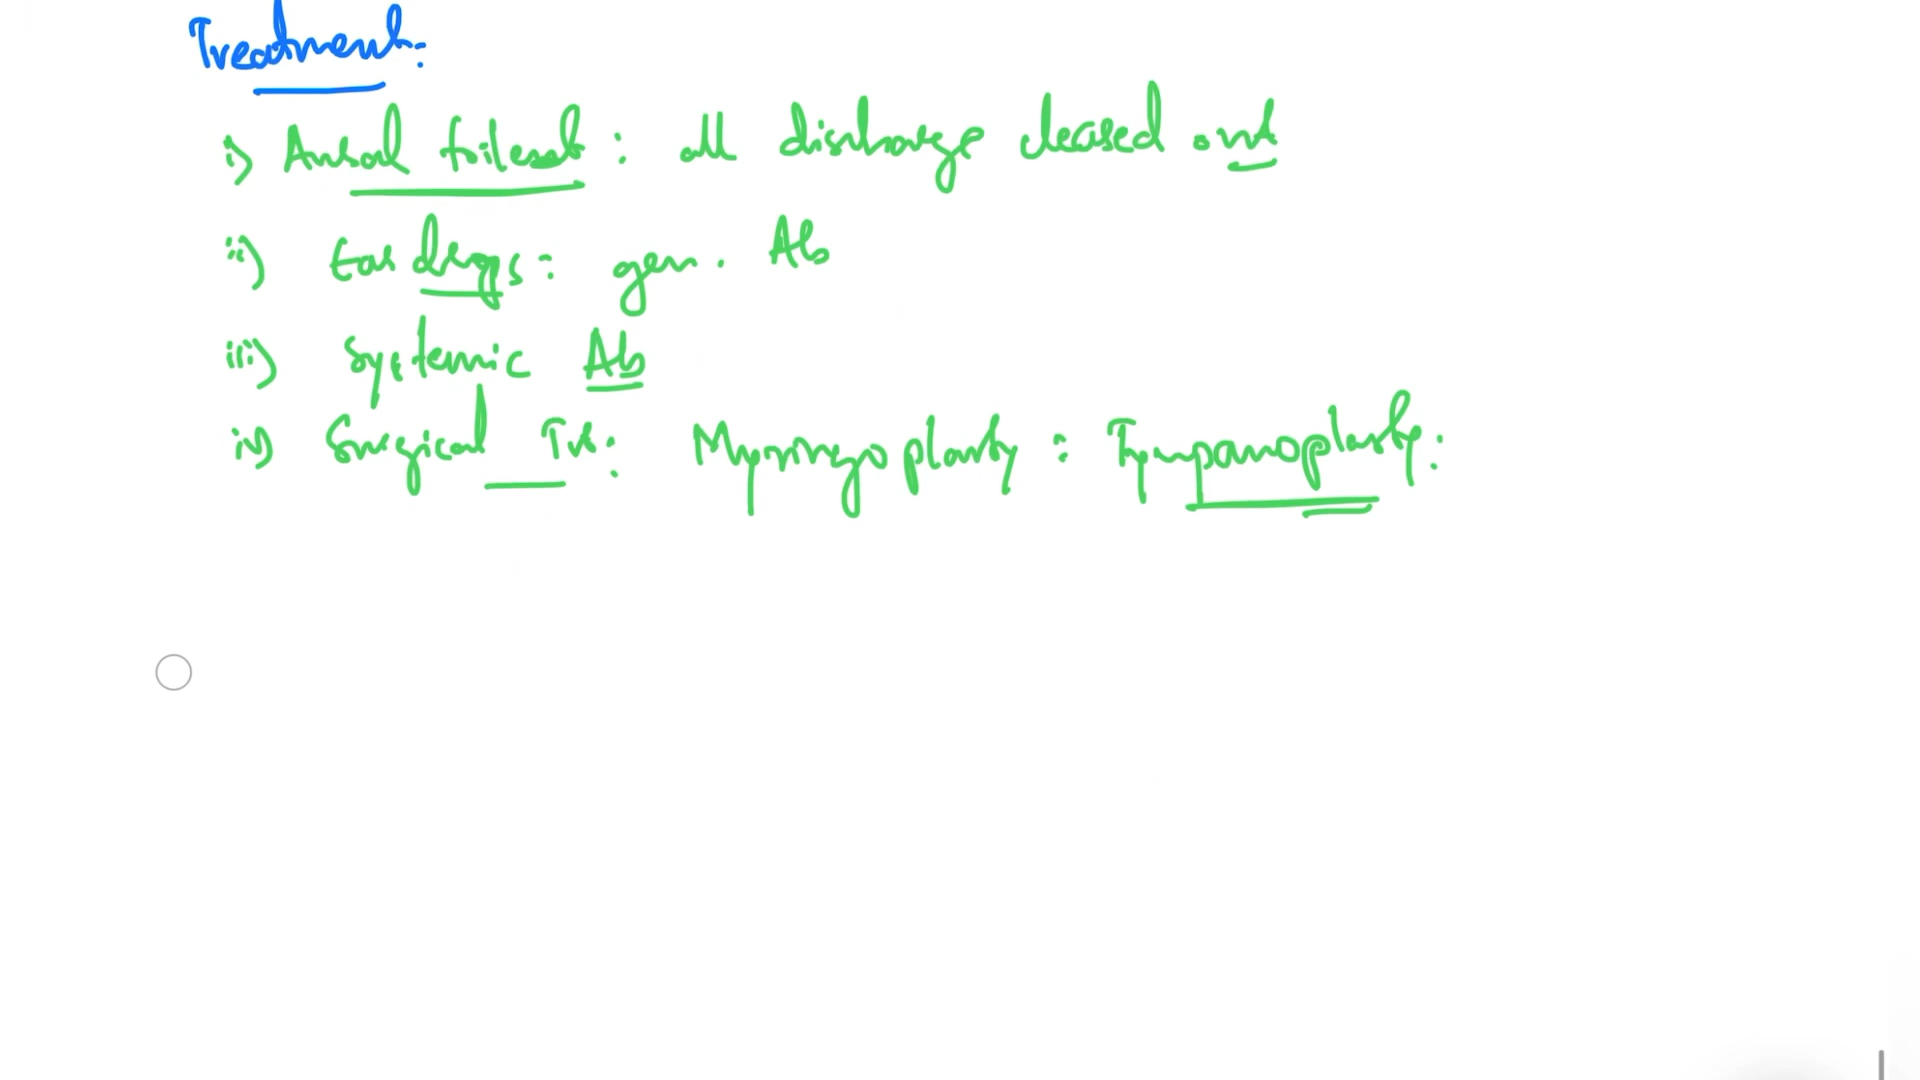 Treatment:
i) Aural toilet : all discharge cleased out
ii) Ear drops : gen. Ab
iii) Systemic Ab
iv) Surgical Trt: Myringoplasty : Tympanoplasty: